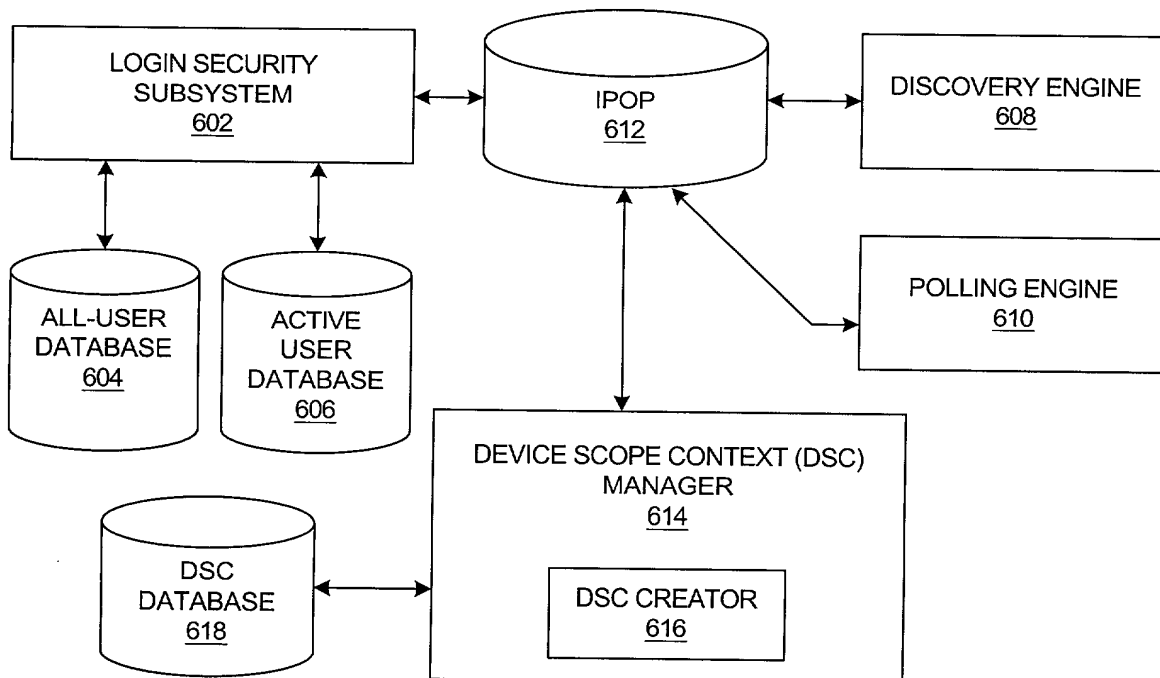 LOGIN SECURITY
SUBSYSTEM
602
IPOP
612
DISCOVERY ENGINE
608
ALL-USER
DATABASE
604
ACTIVE
USER
DATABASE
606
POLLING ENGINE
610
DEVICE SCOPE CONTEXT (DSC)
MANAGER
614
DSC
DATABASE
618
DSC CREATOR
616